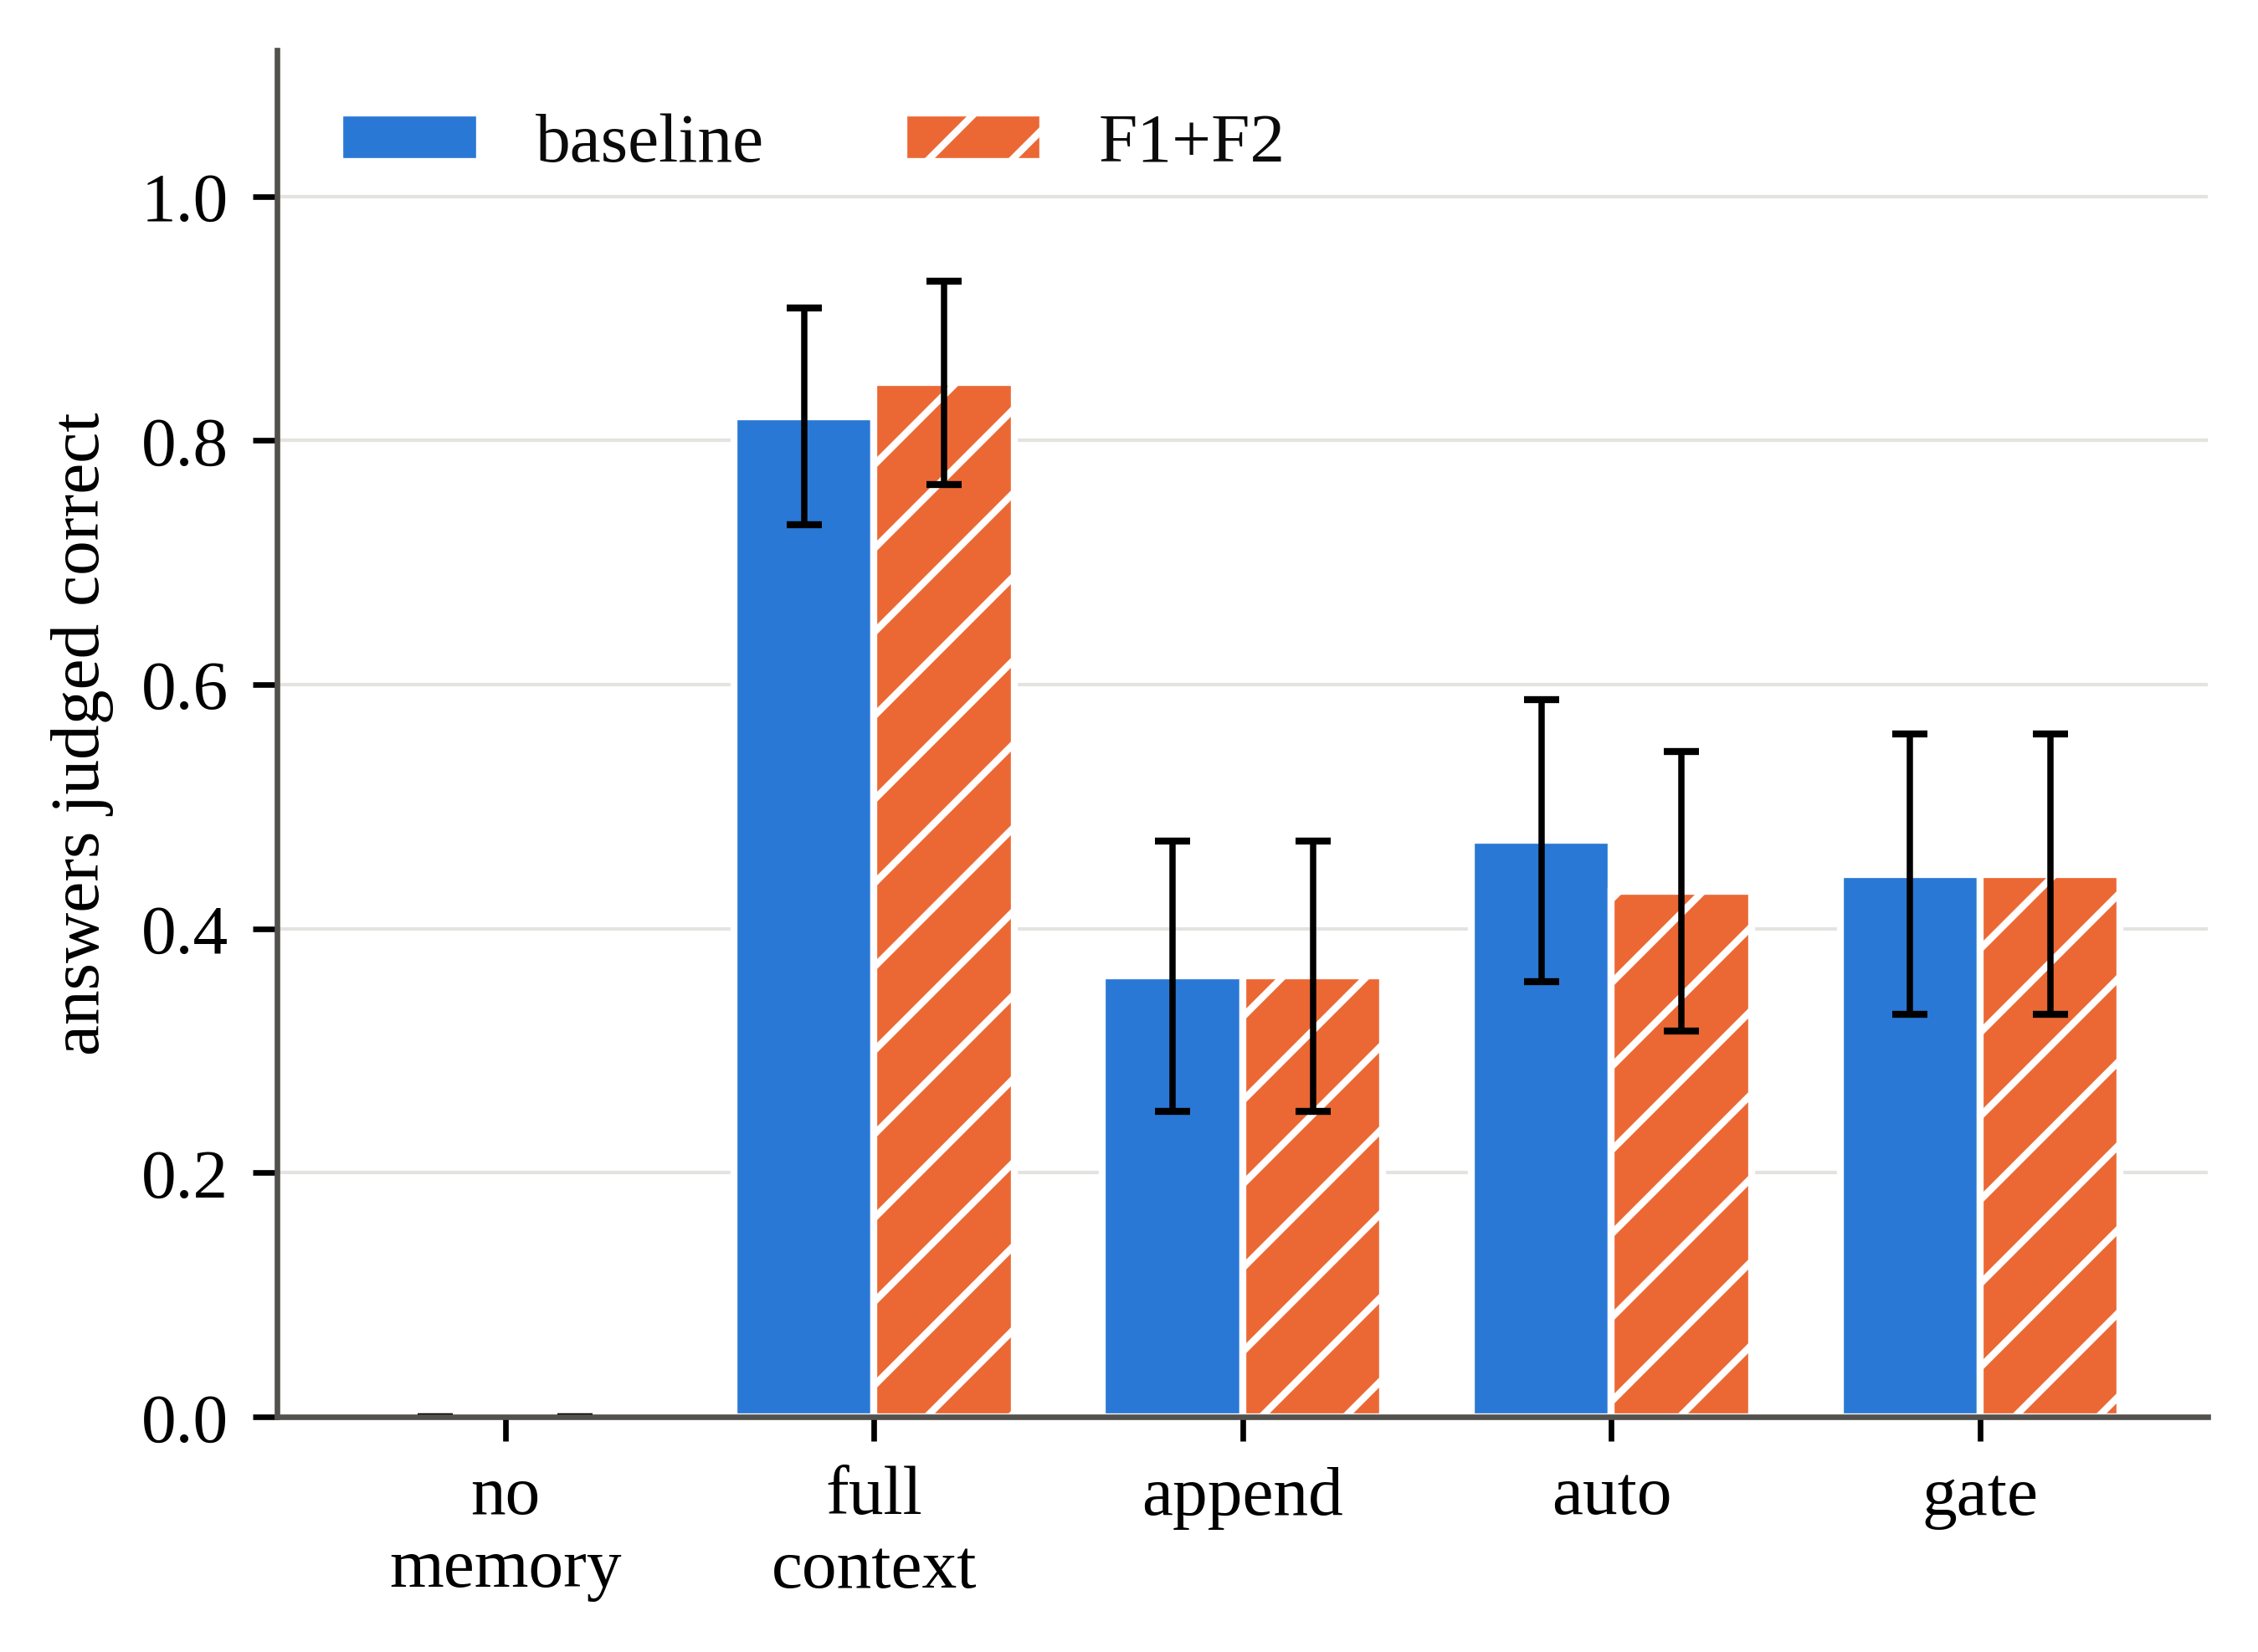 baseline F1+F2
1.0
0.8
0.6
0.4
0.2
0.0
answers judged correct
no memory
full context
append
auto
gate